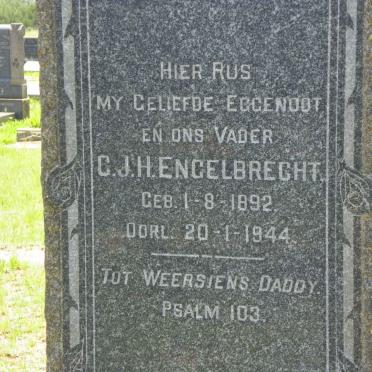 HIER RUS
MY GELIEFDE EGGENOOT
EN ONS VADER
G.J.H. ENGELBRECHT.
GEB. 1-8-1892.
OORL. 20-1-1944.
TOT WEERSIENS DADDY.
PSALM 103.